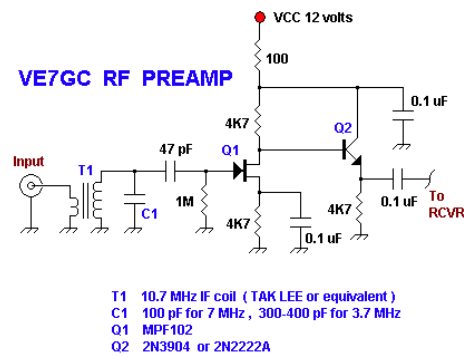 VCC 12 volts
100
VE7GC RF PREAMP
0.1 uF
4K7
Q2
47 pF
Q1
Input
T1
C1
1M
4K7
0.1 uF
4K7
0.1 uF
To
RCVR
T1 10.7 MHz IF coil ( TAK LEE or equivalent )
C1 100 pF for 7 MHz , 300-400 pF for 3.7 MHz
Q1 MPF102
Q2 2N3904 or 2N2222A